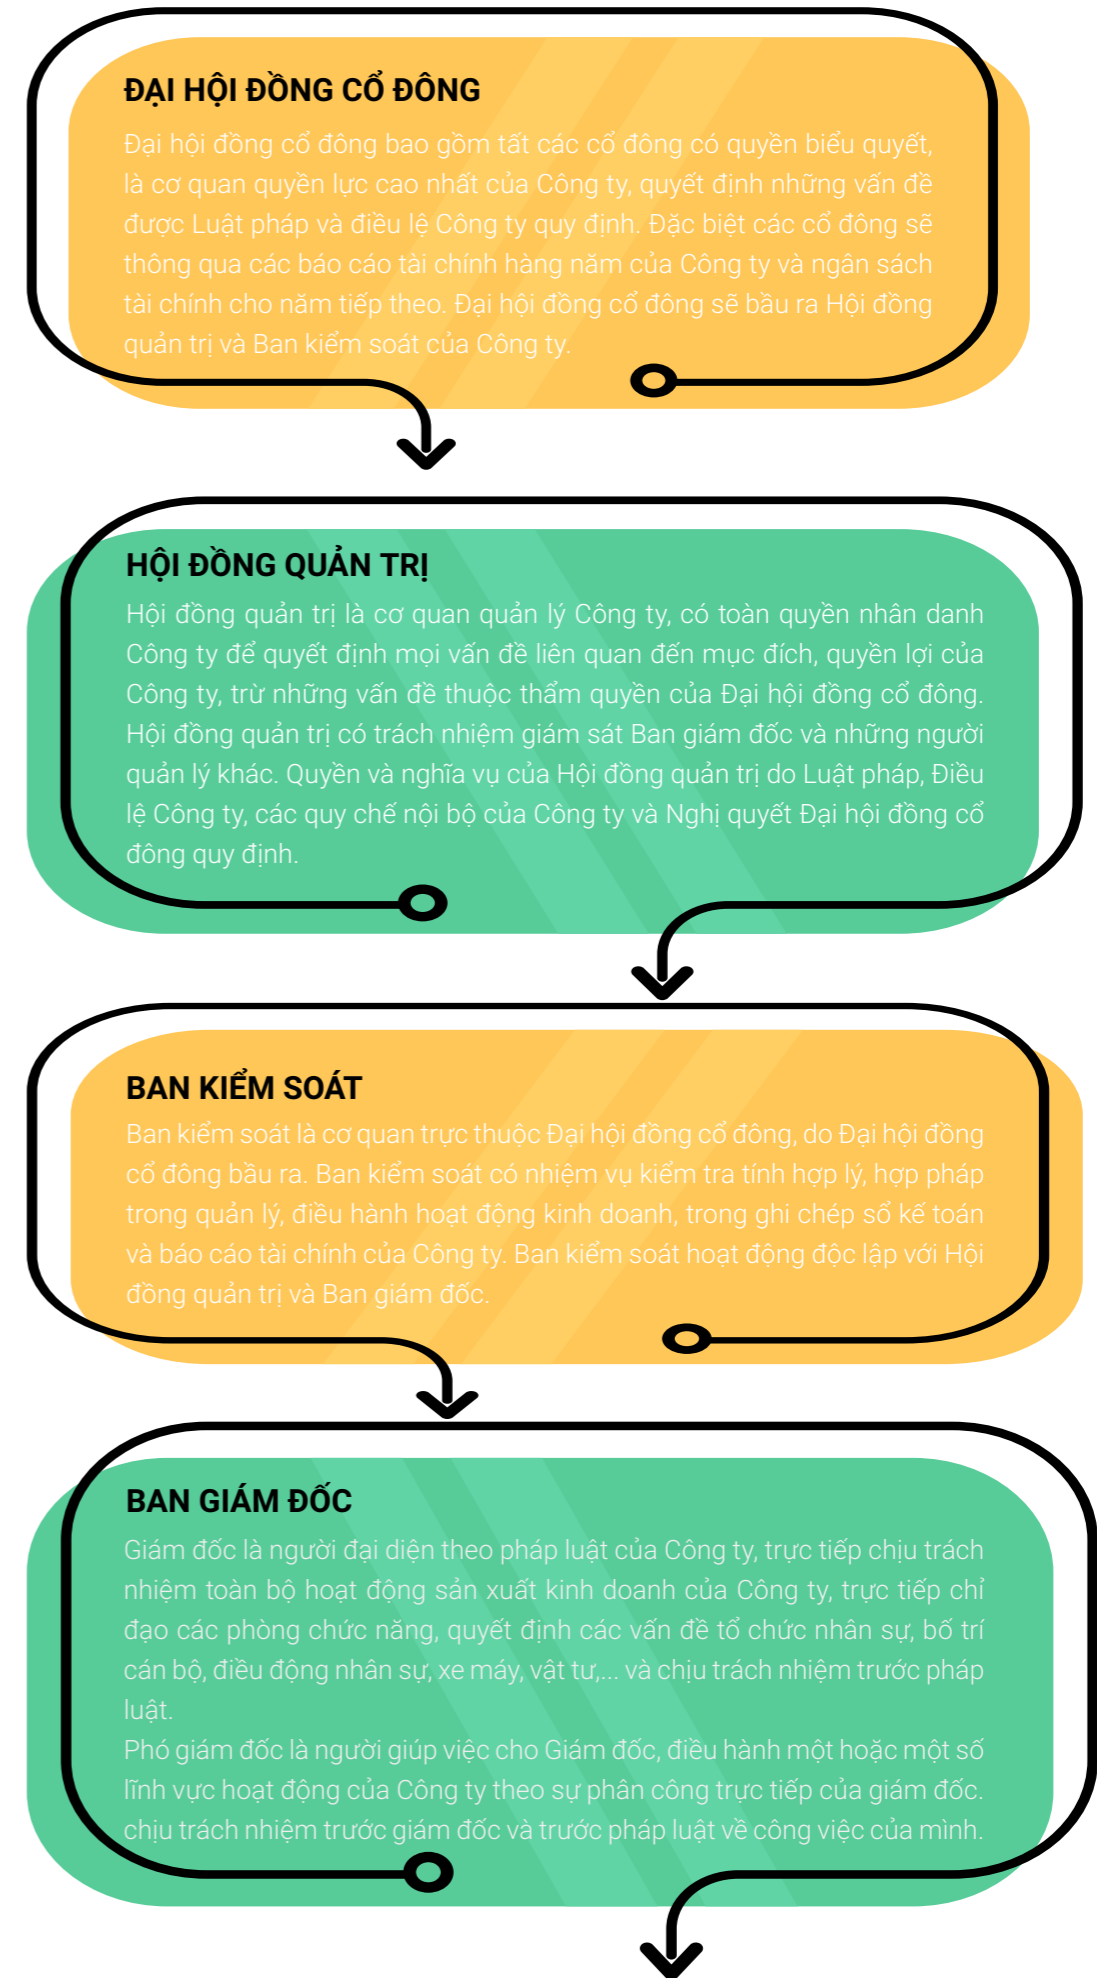 ĐẠI HỘI ĐỒNG CỔ ĐÔNG
Đại hội đồng cổ đông bao gồm tất các cổ đông có quyền biểu quyết,
là cơ quan quyền lực cao nhất của Công ty, quyết định những vấn đề
được Luật pháp và điều lệ Công ty quy định. Đặc biệt các cổ đông sẽ
thông qua các báo cáo tài chính hàng năm của Công ty và ngân sách
tài chính cho năm tiếp theo. Đại hội đồng cổ đông sẽ bầu ra Hội đồng
quản trị và Ban kiểm soát của Công ty.
HỘI ĐỒNG QUẢN TRỊ
Hội đồng quản trị là cơ quan quản lý Công ty, có toàn quyền nhân danh
Công ty để quyết định mọi vấn đề liên quan đến mục đích, quyền lợi của
Công ty, trừ những vấn đề thuộc thẩm quyền của Đại hội đồng cổ đông.
Hội đồng quản trị có trách nhiệm giám sát Ban giám đốc và những người
quản lý khác. Quyền và nghĩa vụ của Hội đồng quản trị do Luật pháp, Điều
lệ Công ty, các quy chế nội bộ của Công ty và Nghị quyết Đại hội đồng cổ
đông quy định.
BAN KIỂM SOÁT
Ban kiểm soát là cơ quan trực thuộc Đại hội đồng cổ đông, do Đại hội đồng
cổ đông bầu ra. Ban kiểm soát có nhiệm vụ kiểm tra tính hợp lý, hợp pháp
trong quản lý, điều hành hoạt động kinh doanh, trong ghi chép sổ kế toán
và báo cáo tài chính của Công ty. Ban kiểm soát hoạt động độc lập với Hội
đồng quản trị và Ban giám đốc.
BAN GIÁM ĐỐC
Giám đốc là người đại diện theo pháp luật của Công ty, trực tiếp chịu trách
nhiệm toàn bộ hoạt động sản xuất kinh doanh của Công ty, trực tiếp chỉ
đạo các phòng chức năng, quyết định các vấn đề tổ chức nhân sự, bố trí
cán bộ, điều động nhân sự, xe máy, vật tư,... và chịu trách nhiệm trước pháp
luật.
Phó giám đốc là người giúp việc cho Giám đốc, điều hành một hoặc một số
lĩnh vực hoạt động của Công ty theo sự phân công trực tiếp của giám đốc.
chịu trách nhiệm trước giám đốc và trước pháp luật về công việc của mình.